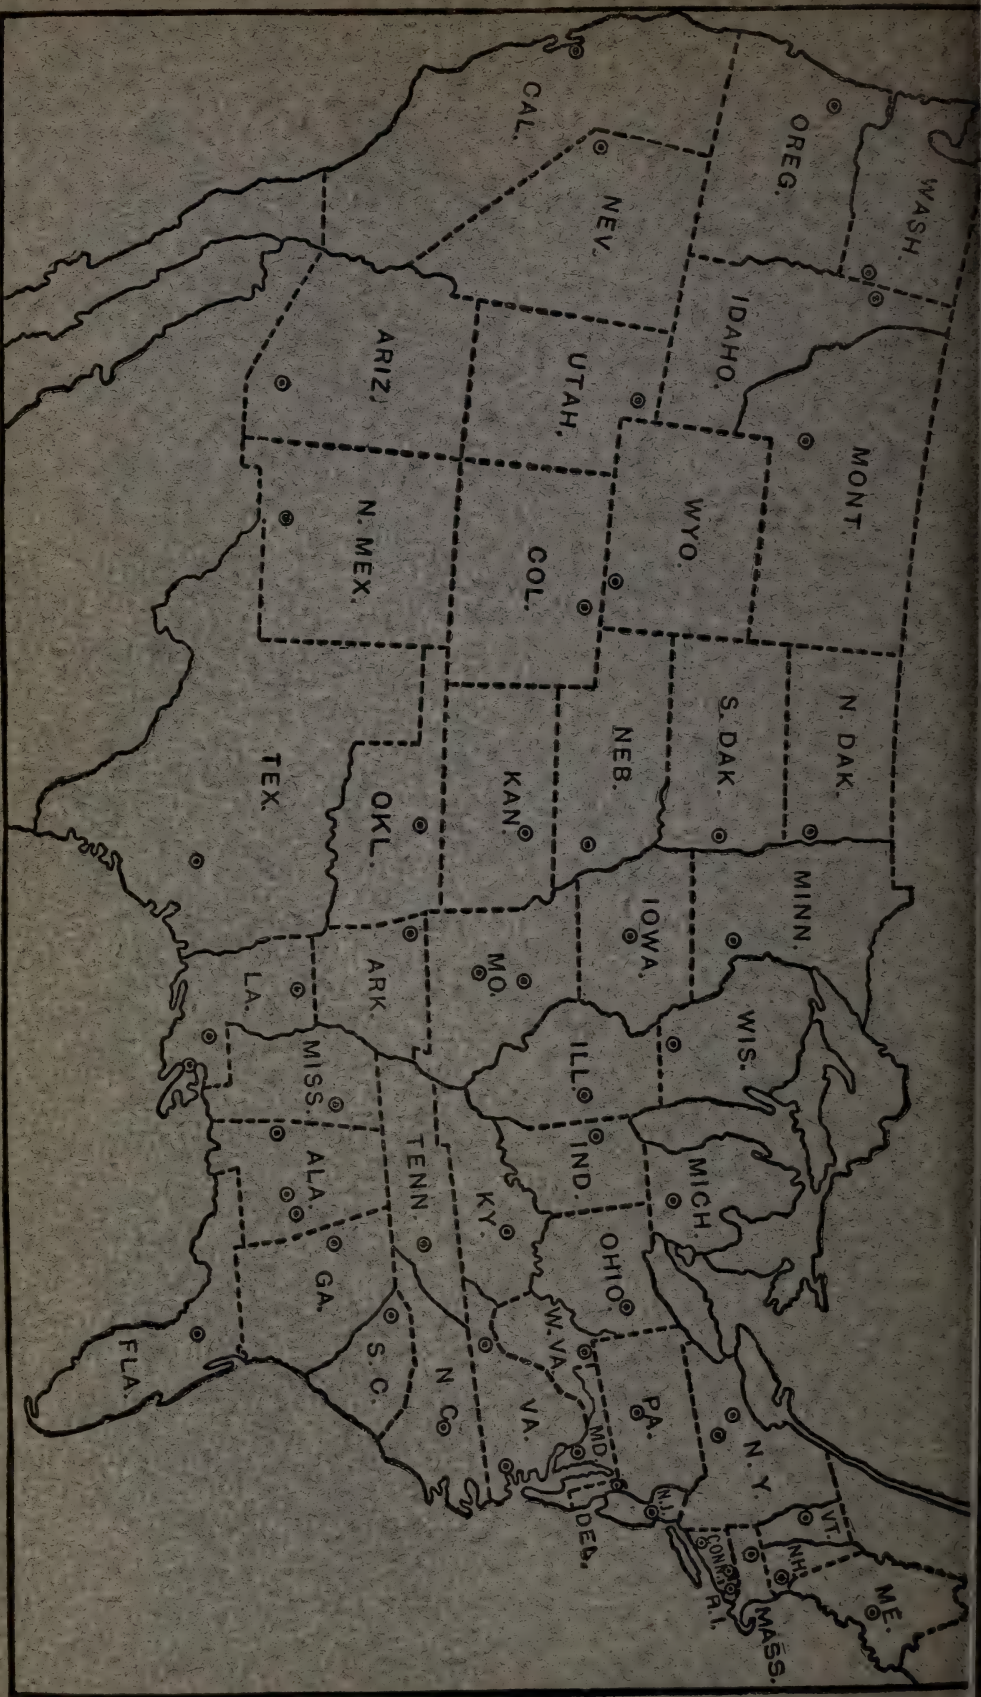 WASH.
OREG.
CAL.
NEV.
IDAHO.
MONT.
UTAH,
ARIZ.
WYO.
COL.
N. MEX.
N. DAK.
S. DAK.
NEB.
KAN.
OKL.
TEX.
MINN.
IOWA.
MO.
ARK.
LA.
WIS.
ILL.
MISS.
MICH.
IND.
OHIO.
KY.
TENN.
ALA.
GA.
FLA.
S. C.
N. C.
VA.
W. VA.
PA.
MD
DEL.
N.J.
N. Y.
VT.
N.H.
ME.
MASS.
CONN.
R.I.